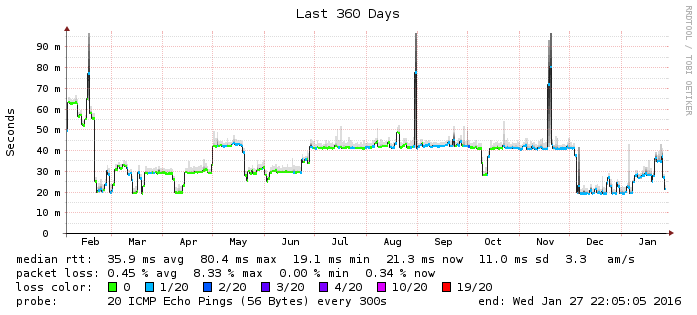 Last 360 Days
RRDTOOL / TOBI OETIKER
Seconds
90 m
80 m
70 m
60 m
50 m
40 m
30 m
20 m
10 m
0
Feb Mar Apr May Jun Jul Aug Sep Oct Nov Dec Jan
median rtt: 35.9 ms avg 80.4 ms max 19.1 ms min 21.3 ms now 11.0 ms sd 3.3 am/s
packet loss: 0.45 % avg 8.33 % max 0.00 % min 0.34 % now
loss color: 0 1/20 2/20 3/20 4/20 10/20 19/20
probe: 20 ICMP Echo Pings (56 Bytes) every 300s end: Wed Jan 27 22:05:05 2016